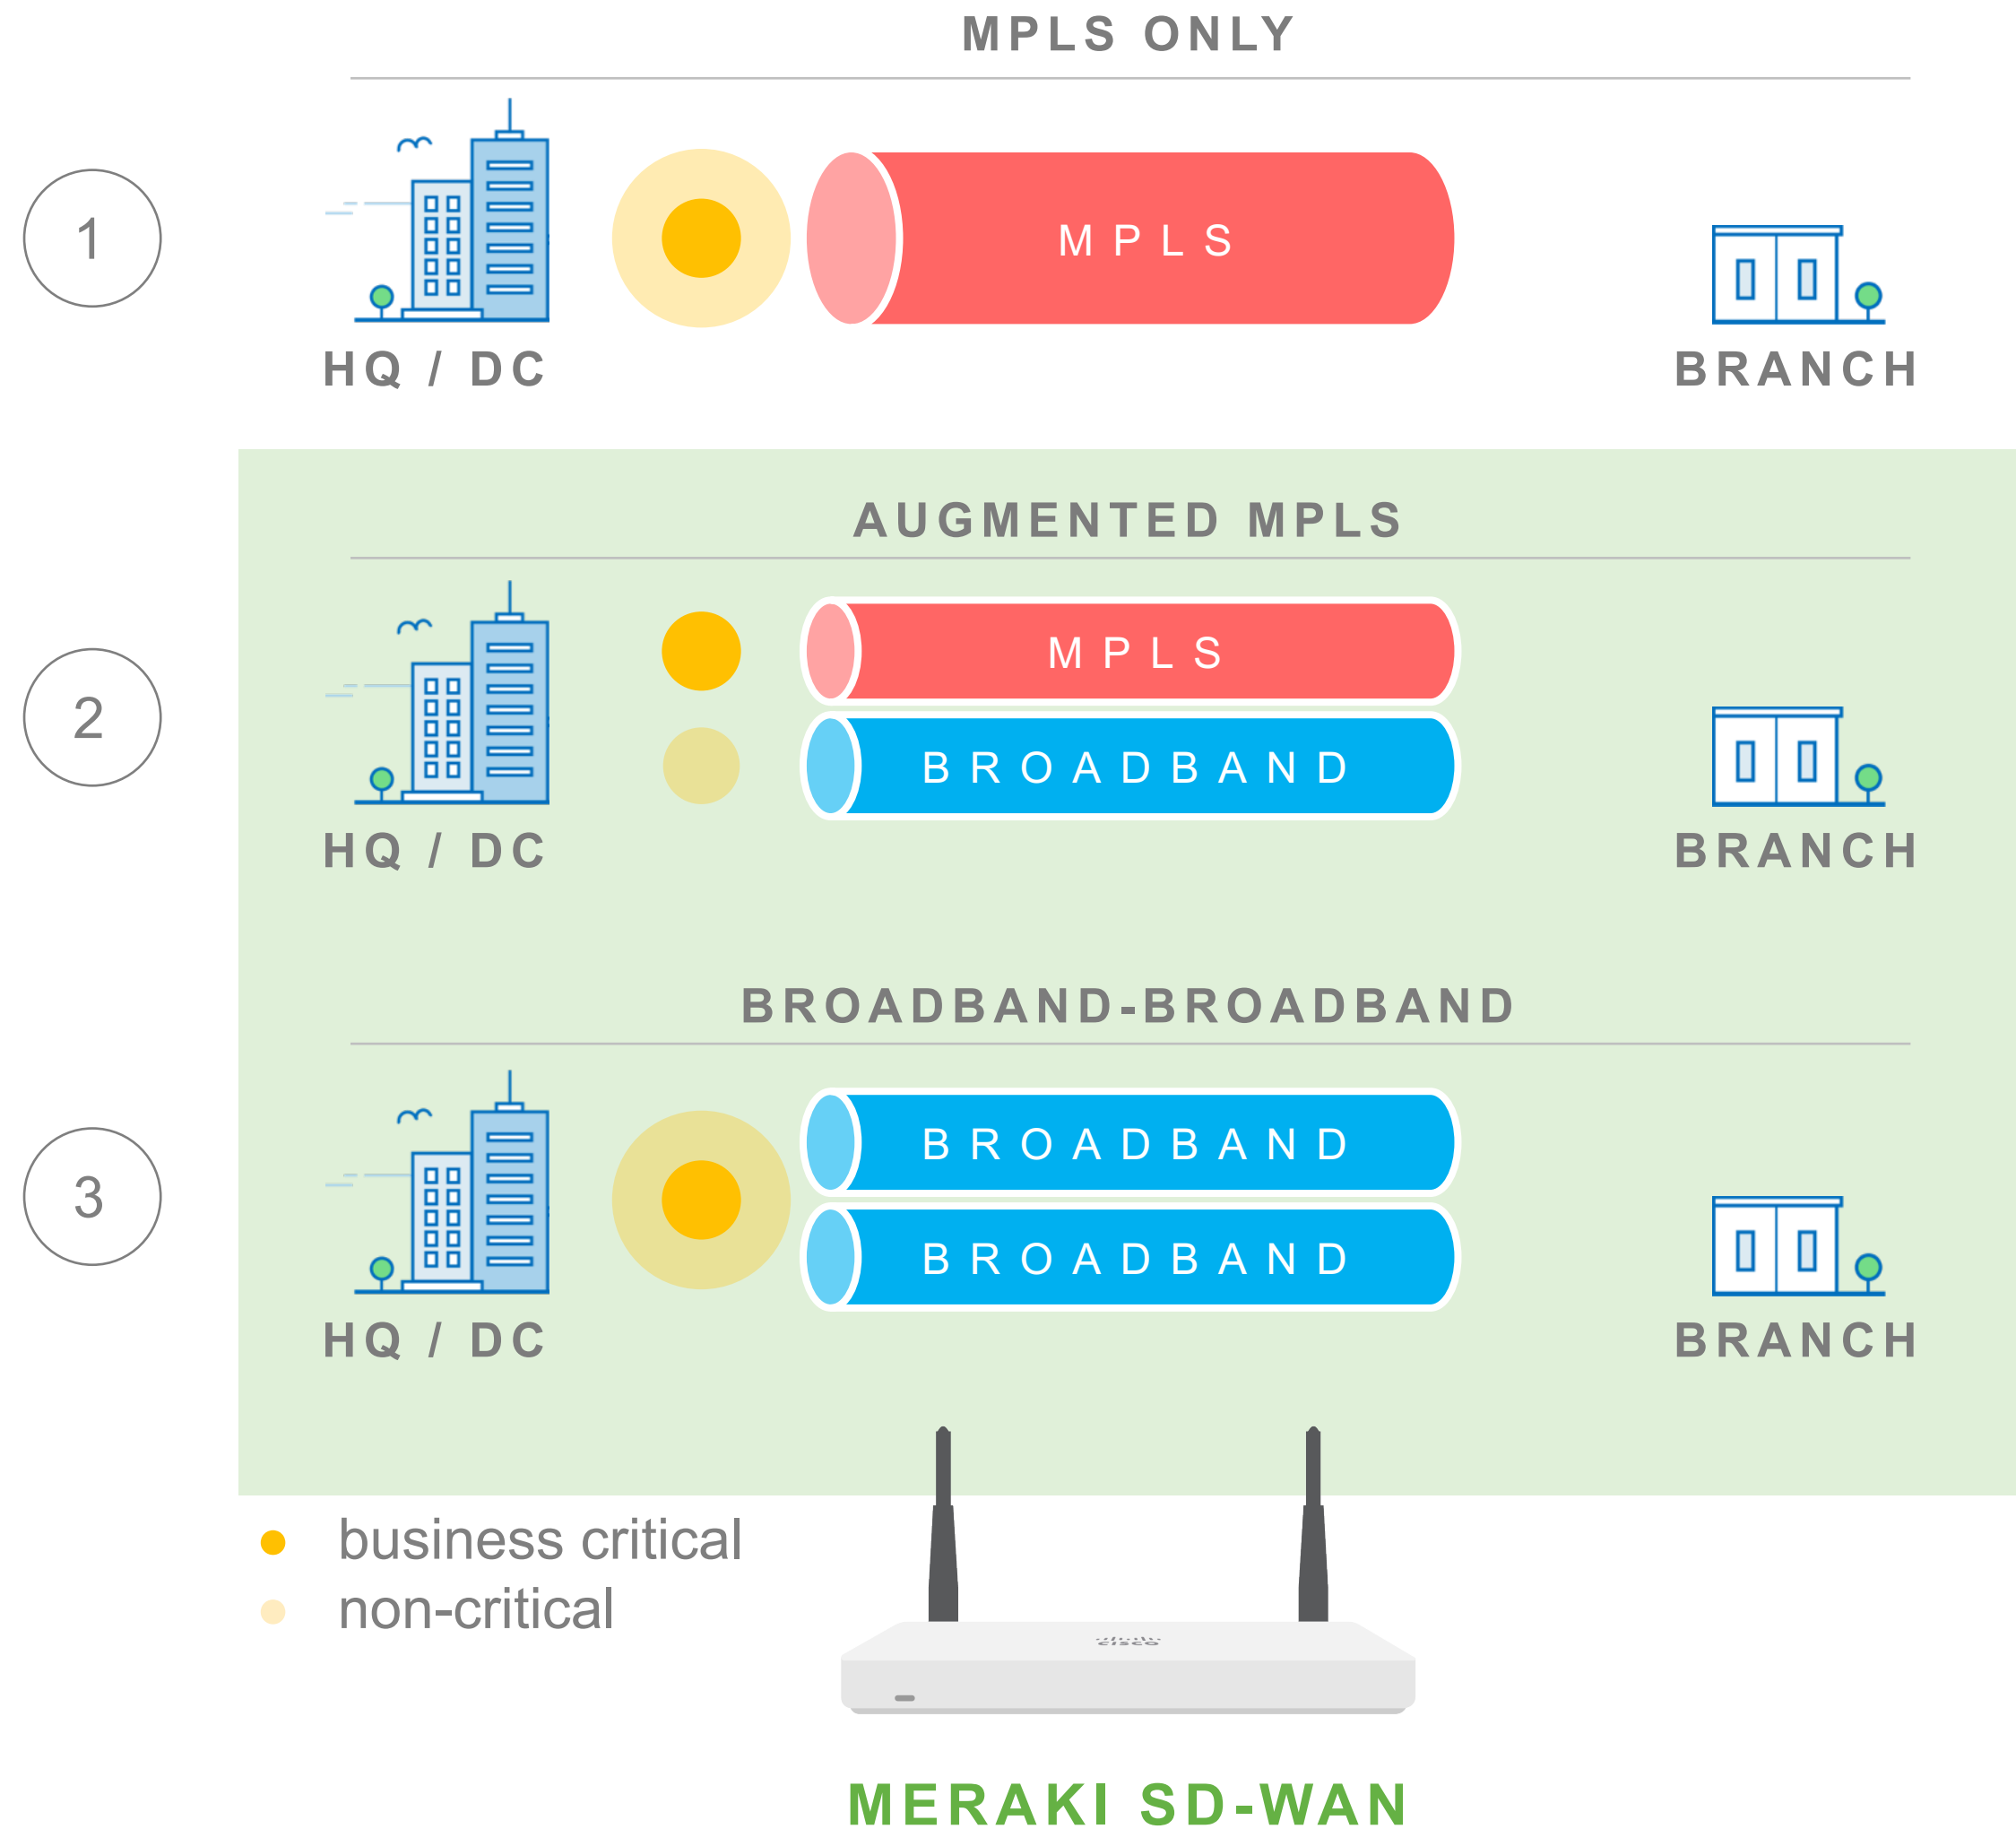 MPLS ONLY
1
MPLS
HQ / DC
BRANCH
AUGMENTED MPLS
2
MPLS
BROADBAND
HQ / DC
BRANCH
BROADBAND-BROADBAND
3
BROADBAND
BROADBAND
HQ / DC
BRANCH
business critical
non-critical
CISCO
MERAKI SD-WAN